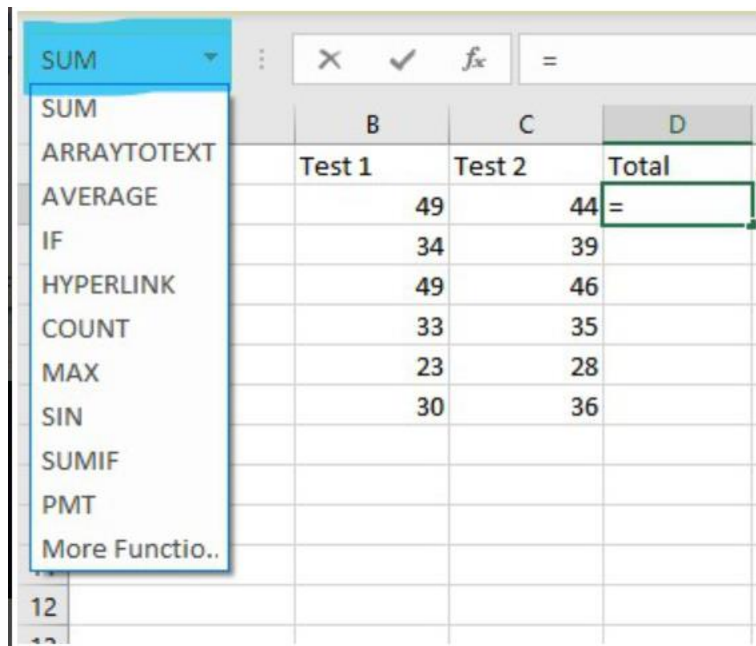 SUM
fx =
SUM
ARRAYTOTEXT
AVERAGE
IF
HYPERLINK
COUNT
MAX
SIN
SUMIF
PMT
More Functio..
B C D
Test 1 Test 2 Total
49 44 =
34 39
49 46
33 35
23 28
30 36
12